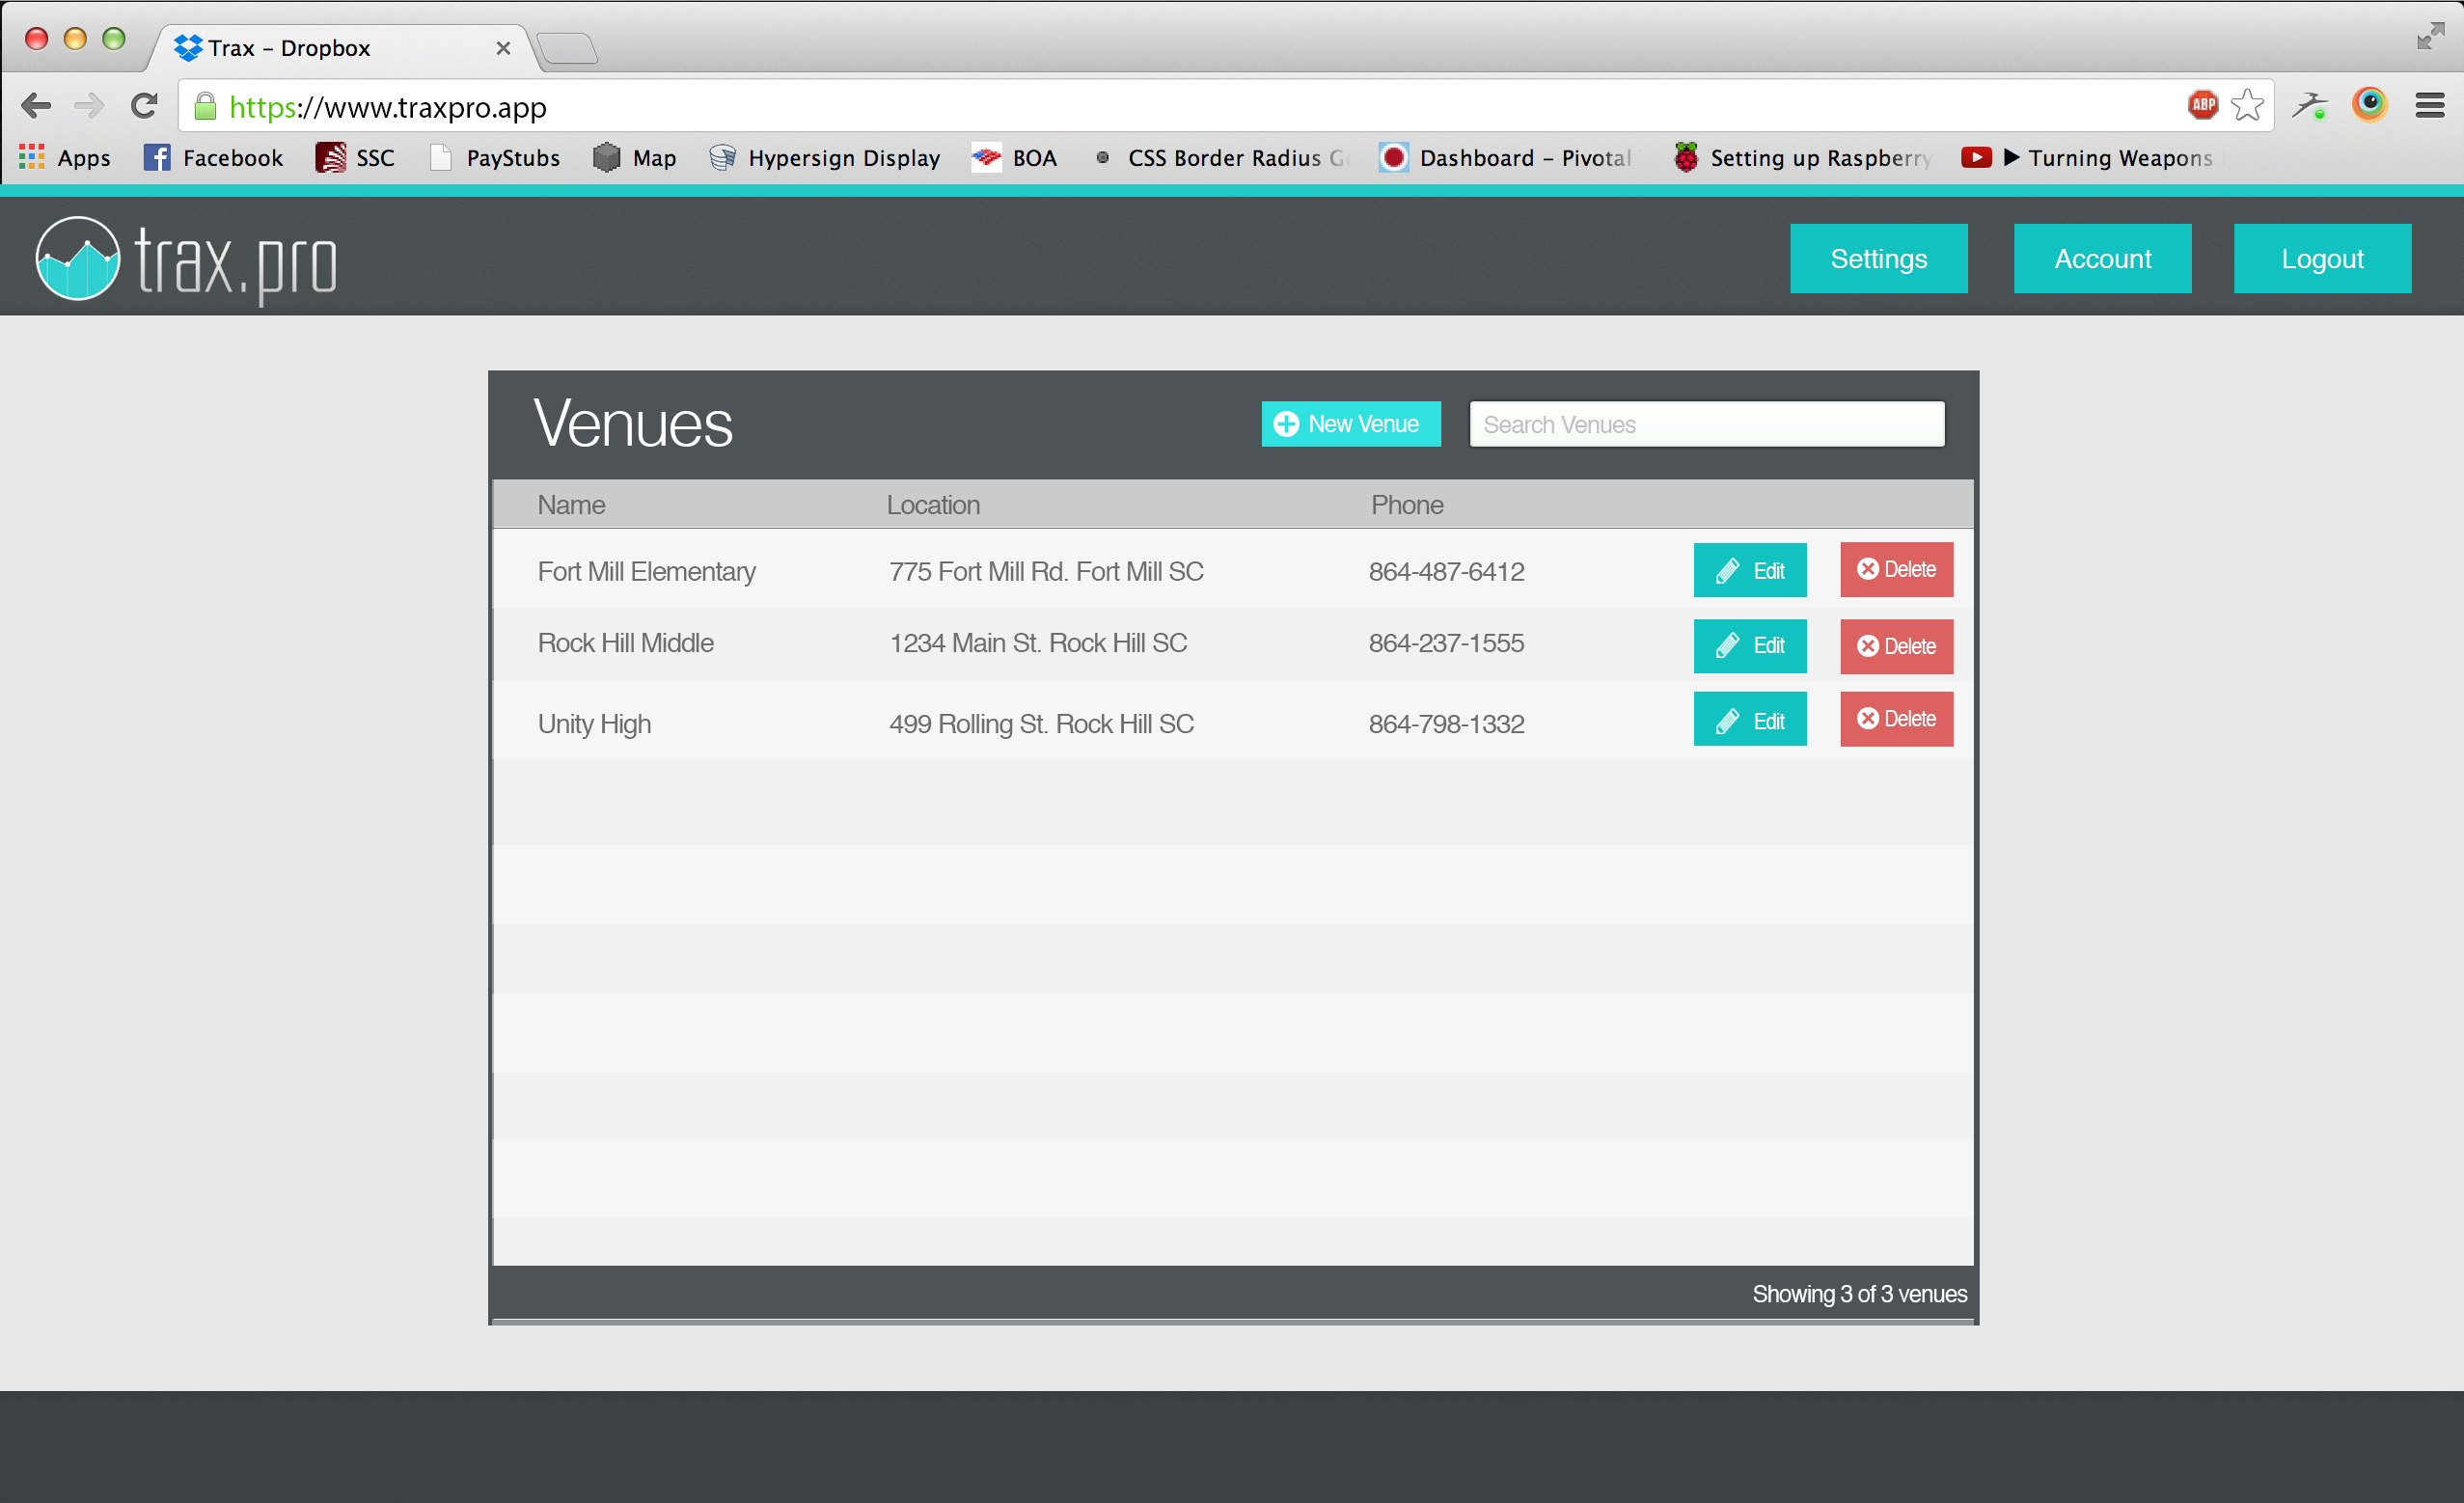 Trax – Dropbox
https://www.traxpro.app
ABP
Apps Facebook SSC PayStubs Map Hypersign Display BOA CSS Border Radius Dashboard – Pivotal Setting up Raspberry ▶ Turning Weapons
trax.pro Settings Account Logout
Venues New Venue Search Venues
Name Location Phone
Fort Mill Elementary 775 Fort Mill Rd. Fort Mill SC 864-487-6412 Edit Delete
Rock Hill Middle 1234 Main St. Rock Hill SC 864-237-1555 Edit Delete
Unity High 499 Rolling St. Rock Hill SC 864-798-1332 Edit Delete
Showing 3 of 3 venues